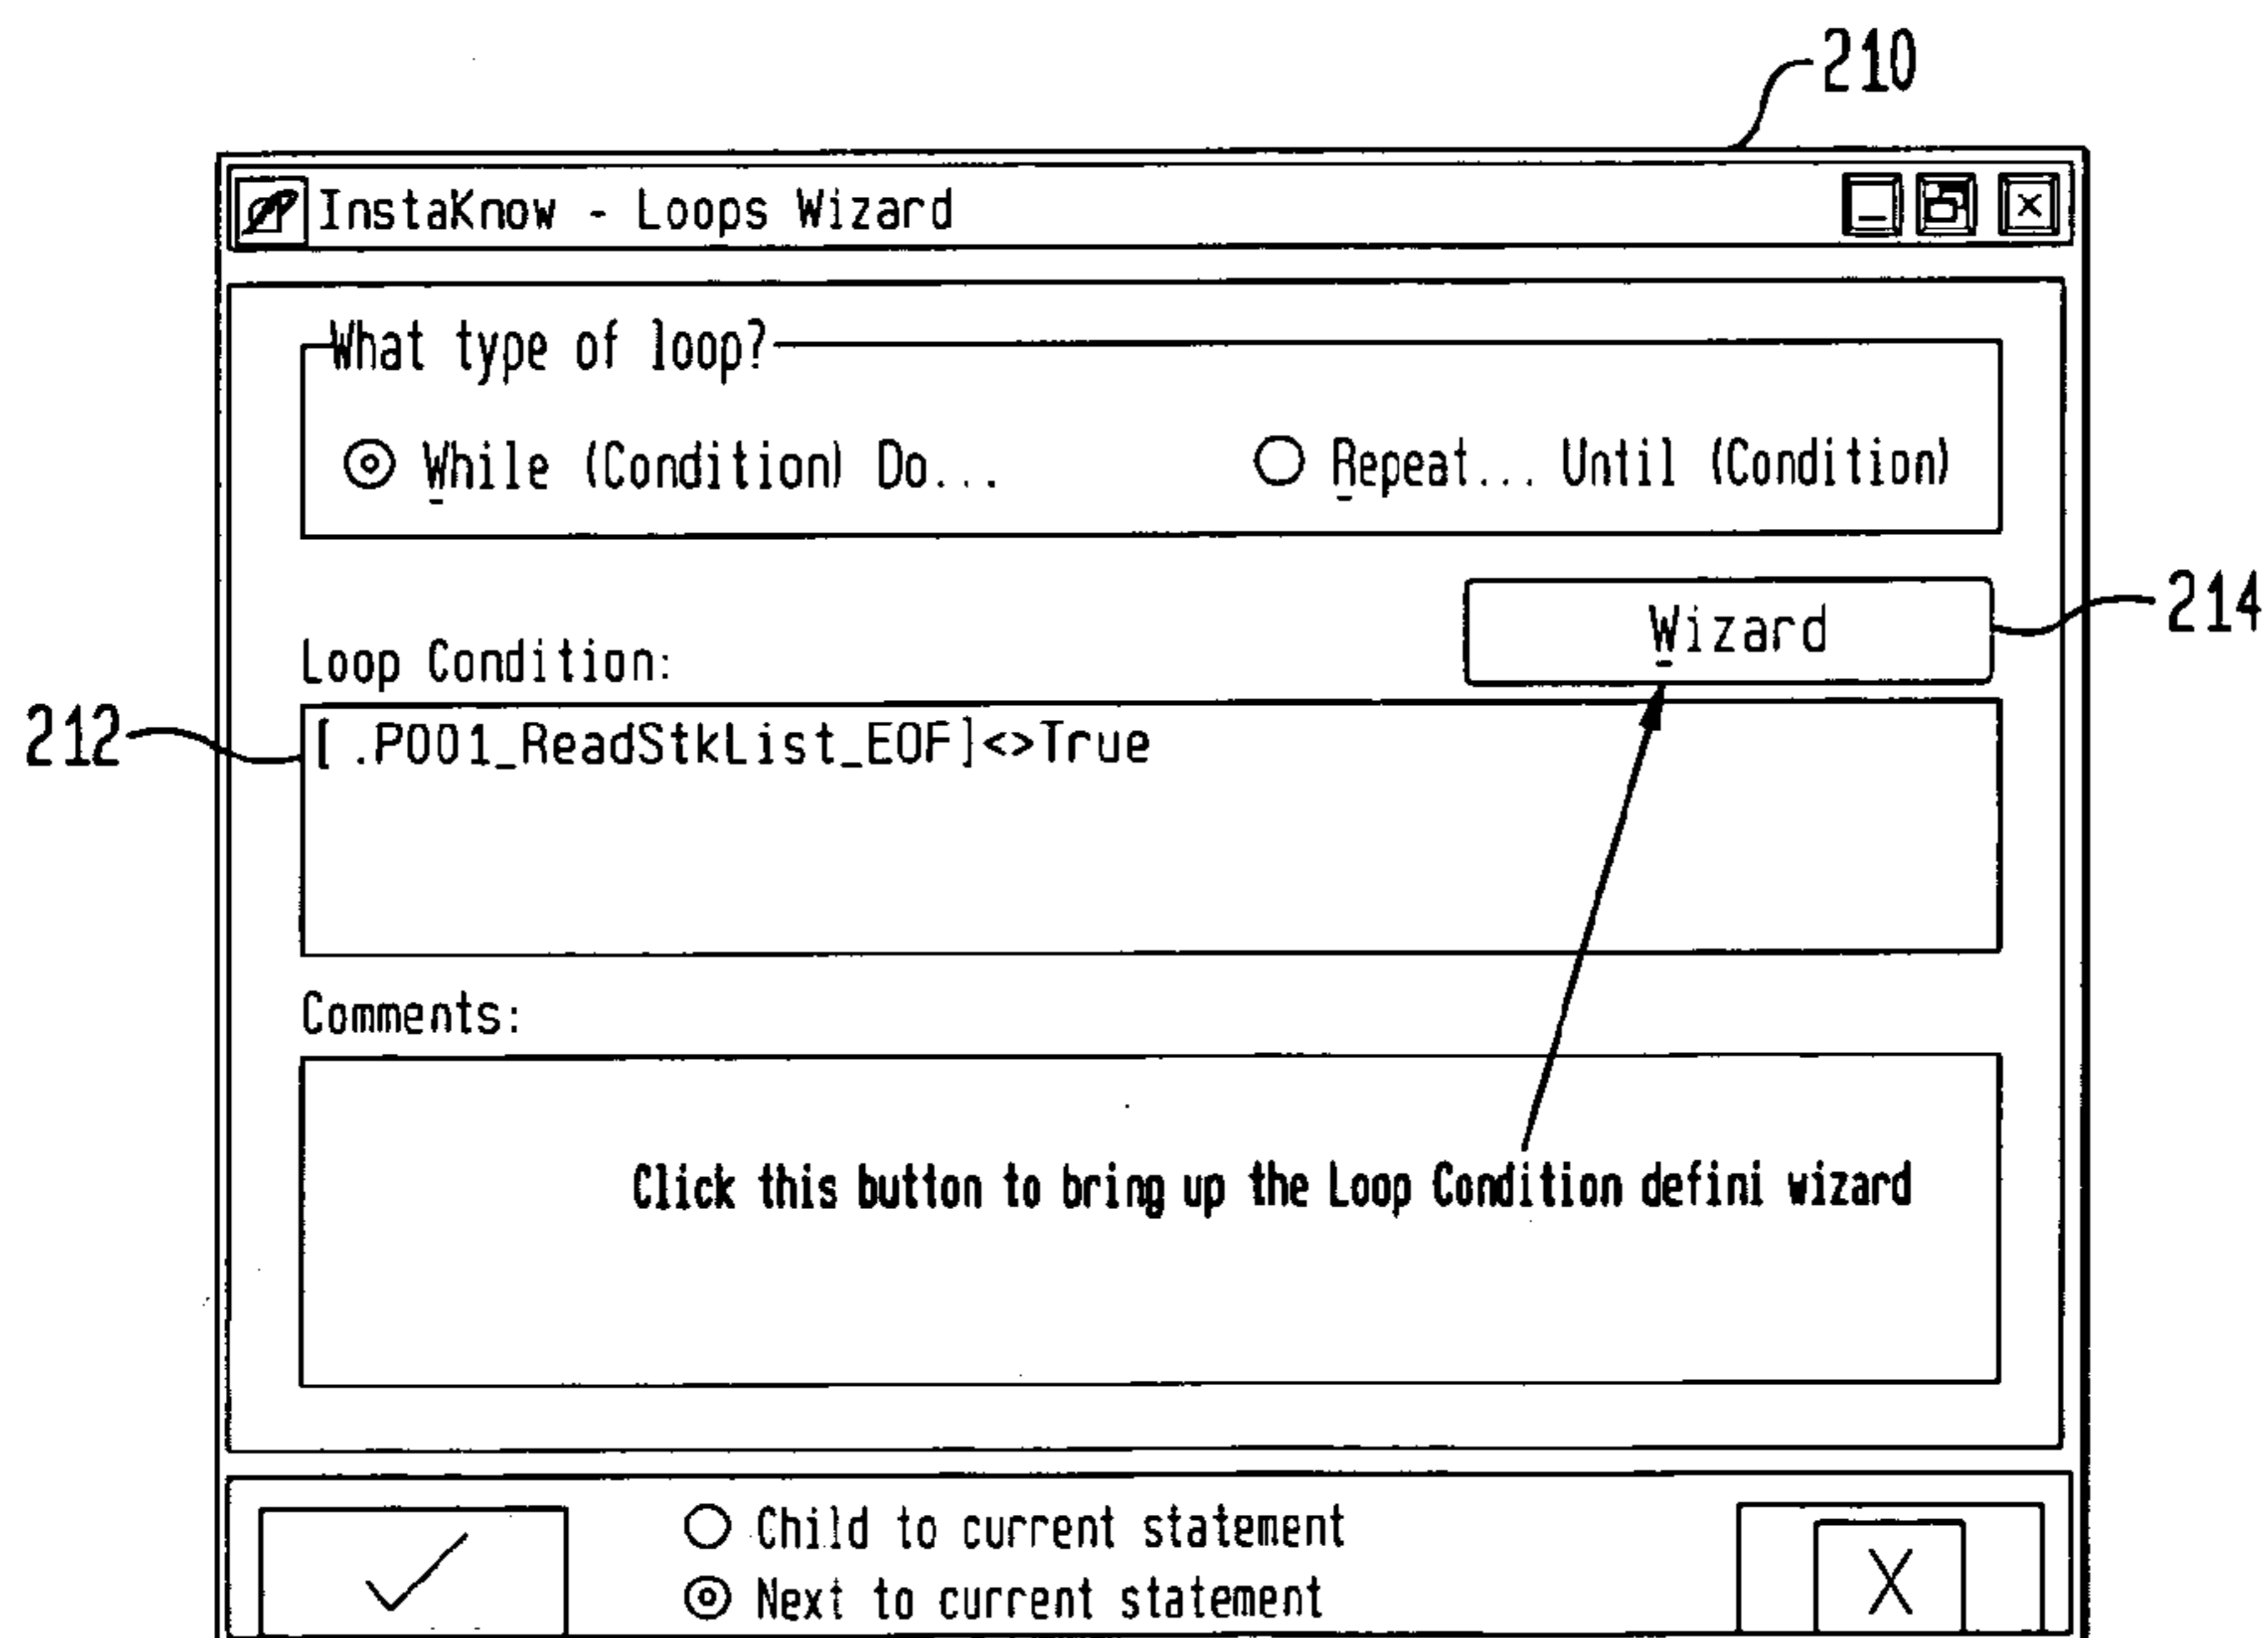 210
InstaKnow - Loops Wizard
What type of loop?
While (Condition) Do...
Repeat... Until (Condition)
Wizard
214
Loop Condition:
212
[ .P001_ReadStkList_EOF]<>True
Comments:
Click this button to bring up the Loop Condition defini wizard
Child to current statement
Next to current statement